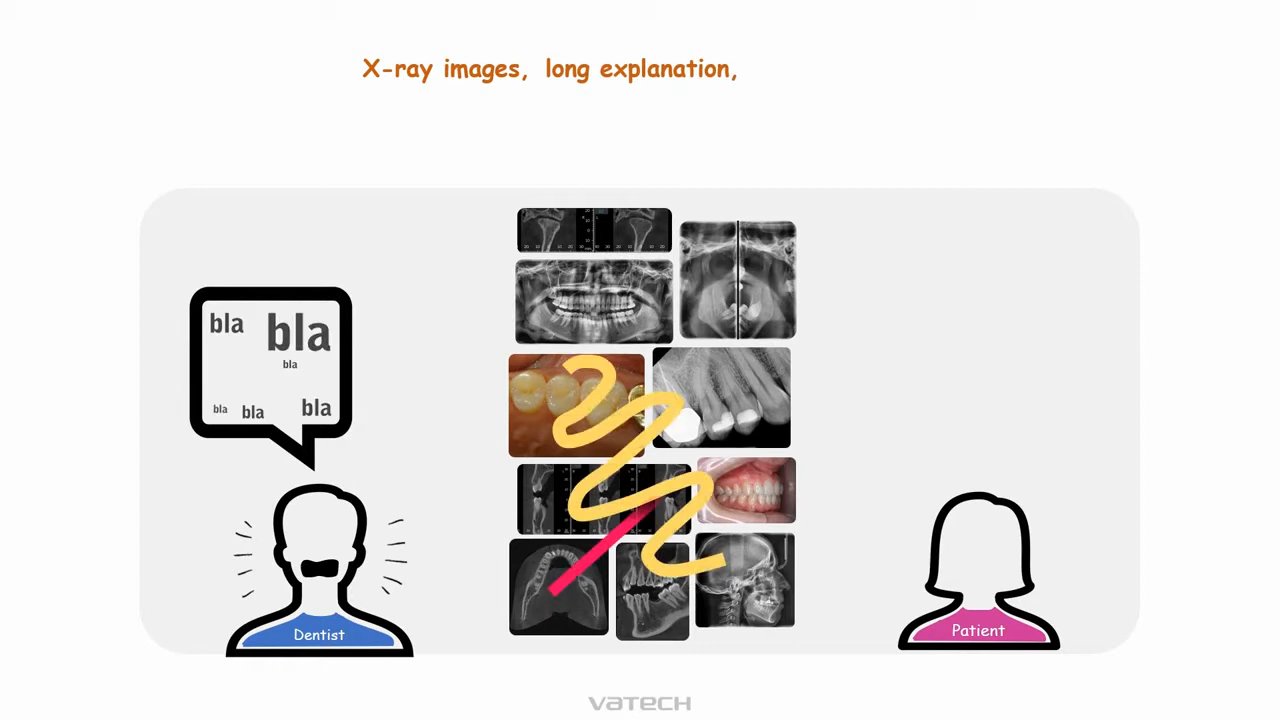 X-ray images, long explanation,
bla bla
bla
bla bla bla
Dentist
Patient
vatech